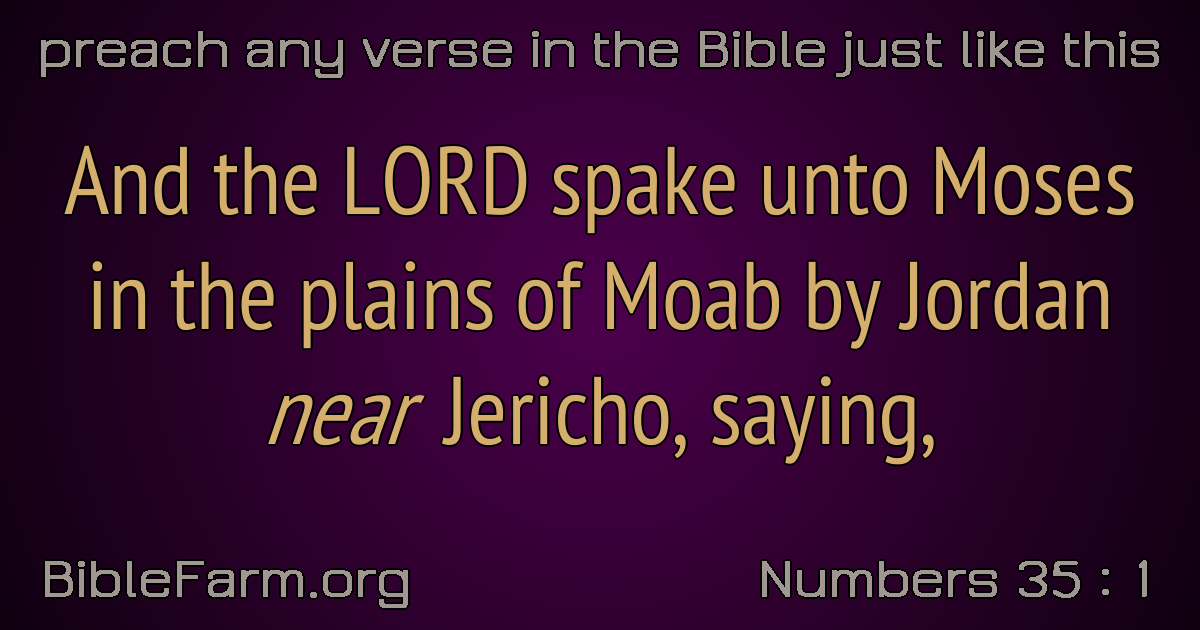 preach any verse in the Bible just like this
And the LORD spake unto Moses
in the plains of Moab by Jordan
near Jericho, saying,
BibleFarm.org
Numbers 35 : 1